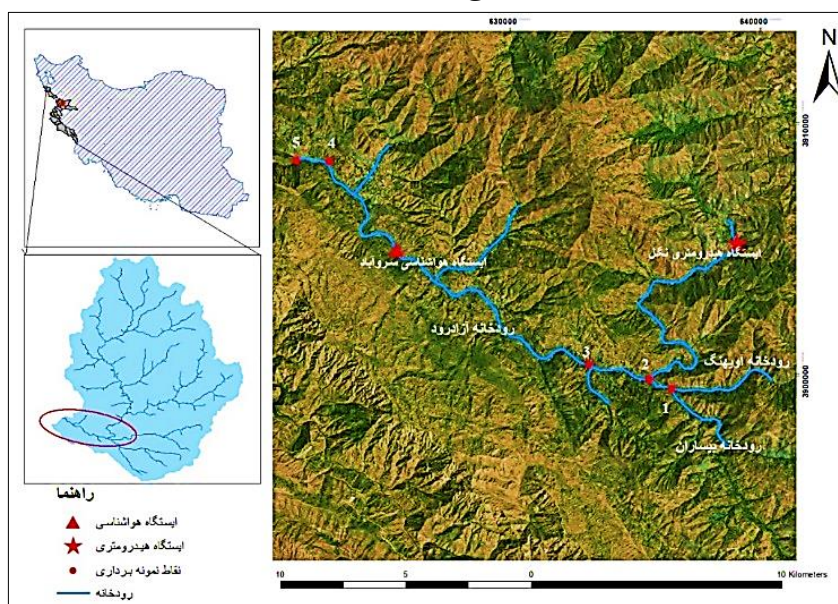 630000
640000
N
3910000
5
4
ایستگاه هیدرومتری نگل
ایستگاه هواشناسی سروآباد
رودخانه آزادرود
3
2
رودخانه اویهنگ
3900000
1
رودخانه بیساران
راهنما
ایستگاه هواشناسی
ایستگاه هیدرومتری
نقاط نمونه برداری
رودخانه
10
5
0
10 Kilometers